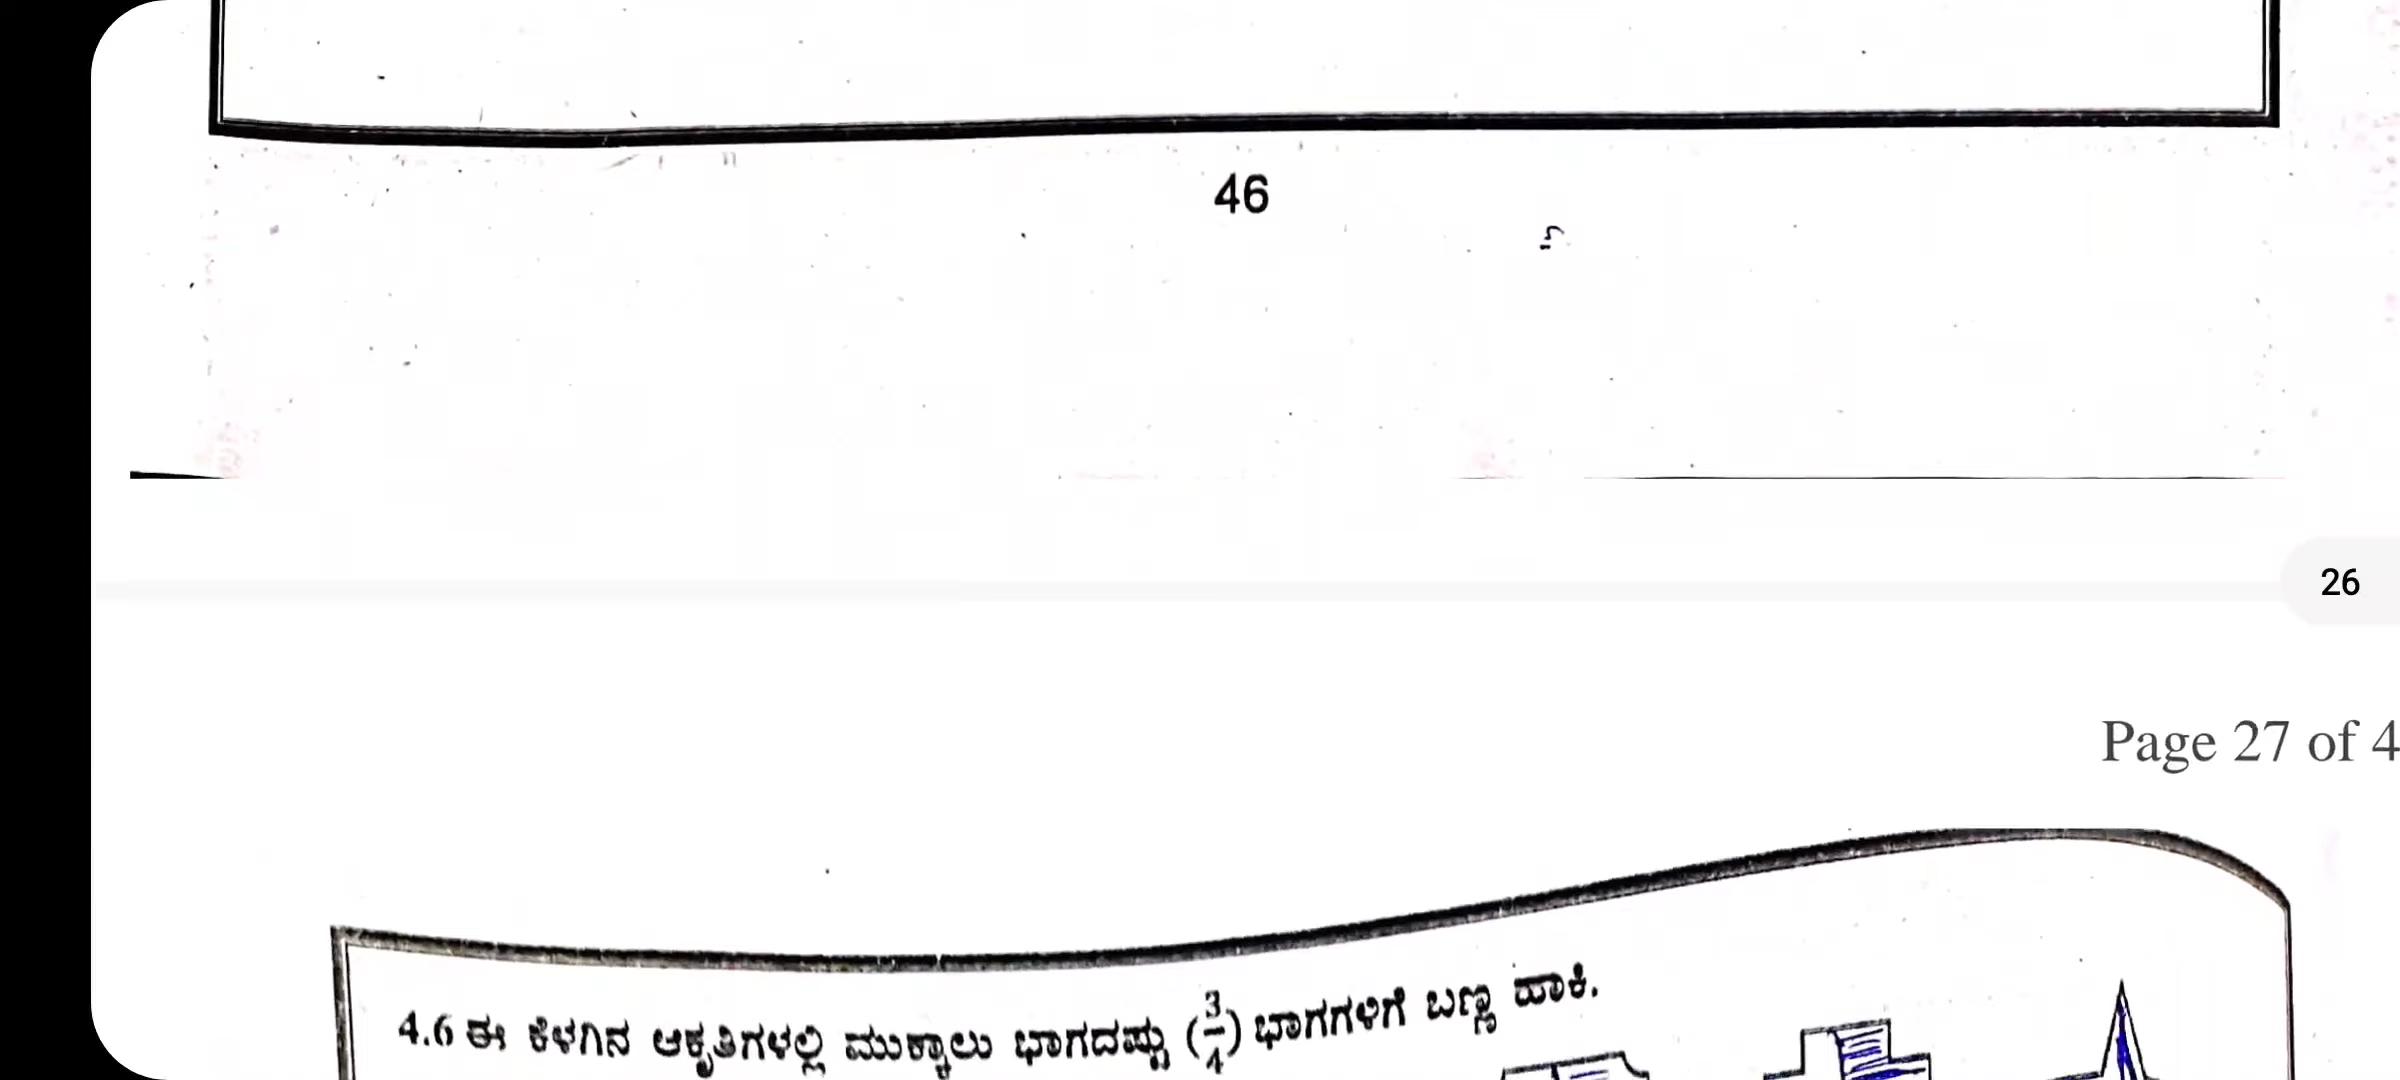 46
26
Page 27 of 4
4.6 ಈ ಕೆಳಗಿನ ಆಕೃತಿಗಳಲ್ಲಿ ಮುಕ್ಕಾಲು ಭಾಗದಷ್ಟು (3/4) ಭಾಗಗಳಿಗೆ ಬಣ್ಣ ಹಾಕಿ.